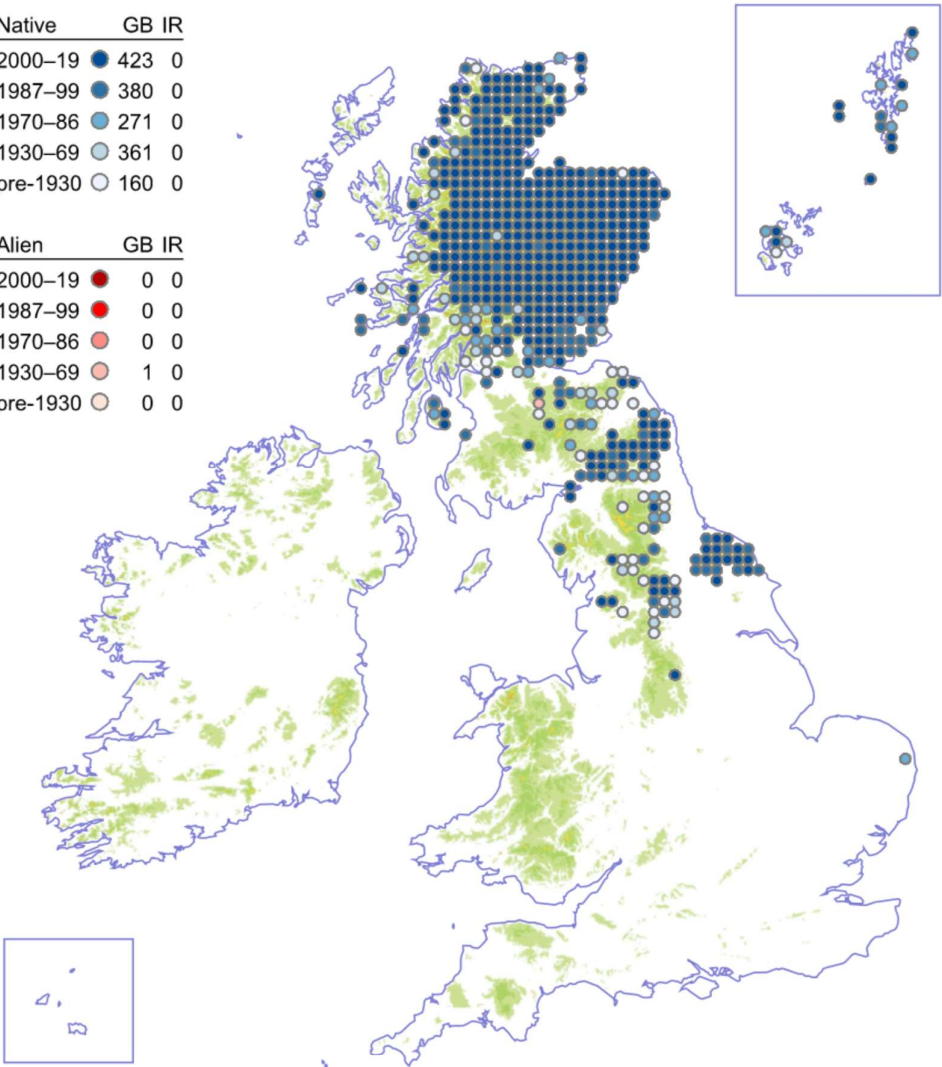 Native GB IR
2000–19 423 0
1987–99 380 0
1970–86 271 0
1930–69 361 0
pre-1930 160 0
Alien GB IR
2000–19 0 0
1987–99 0 0
1970–86 0 0
1930–69 1 0
pre-1930 0 0